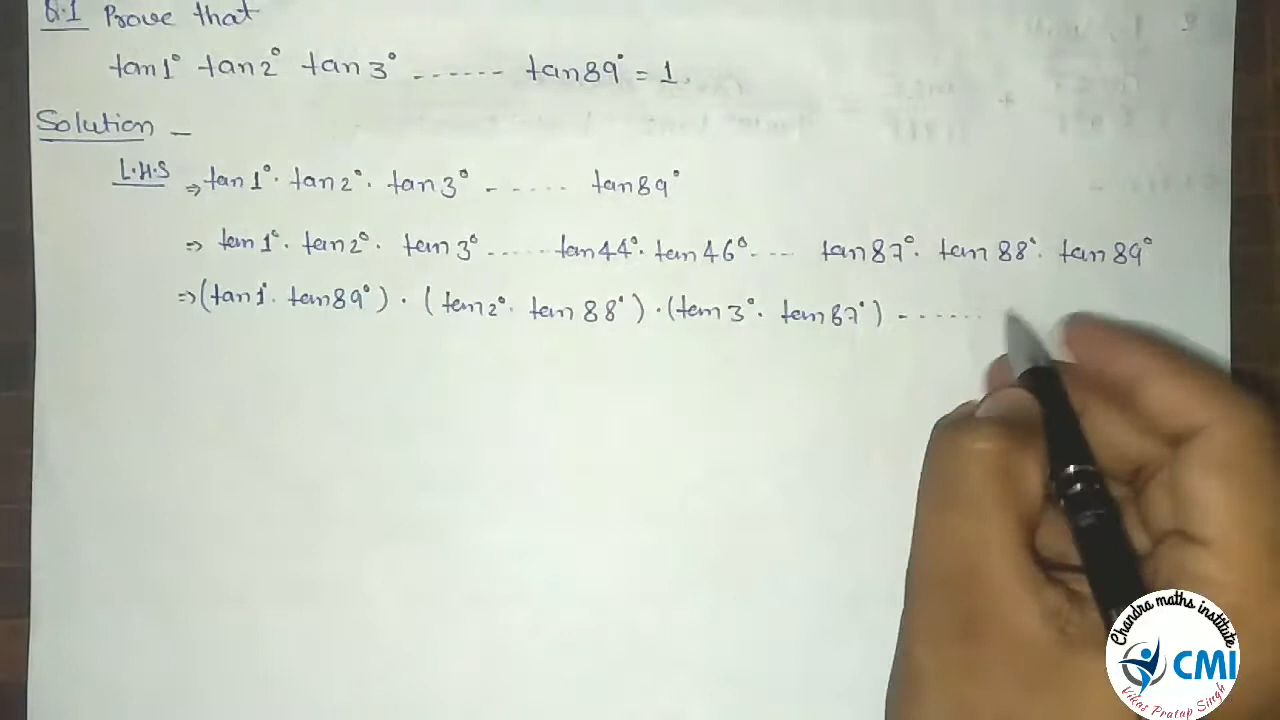 Q.1 Prove that
tan1° tan2° tan3° ------ tan89° = 1.
Solution -
L.H.S ⇒ tan1° · tan2° · tan3° ------ tan89°
⇒ tan1° · tan2° · tan3° ------ tan44° · tan46° ---- tan87° · tan88° · tan89°
⇒ (tan1° · tan89°) · (tan2° · tan88°) · (tan3° · tan87°) ------
Chandra maths institute
CMI
Vikas Pratap Singh